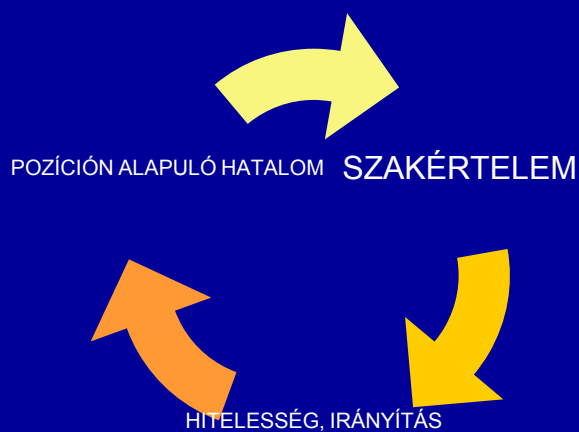 POZÍCIÓN ALAPULÓ HATALOM
SZAKÉRTELEM
HITELESSÉG, IRÁNYÍTÁS